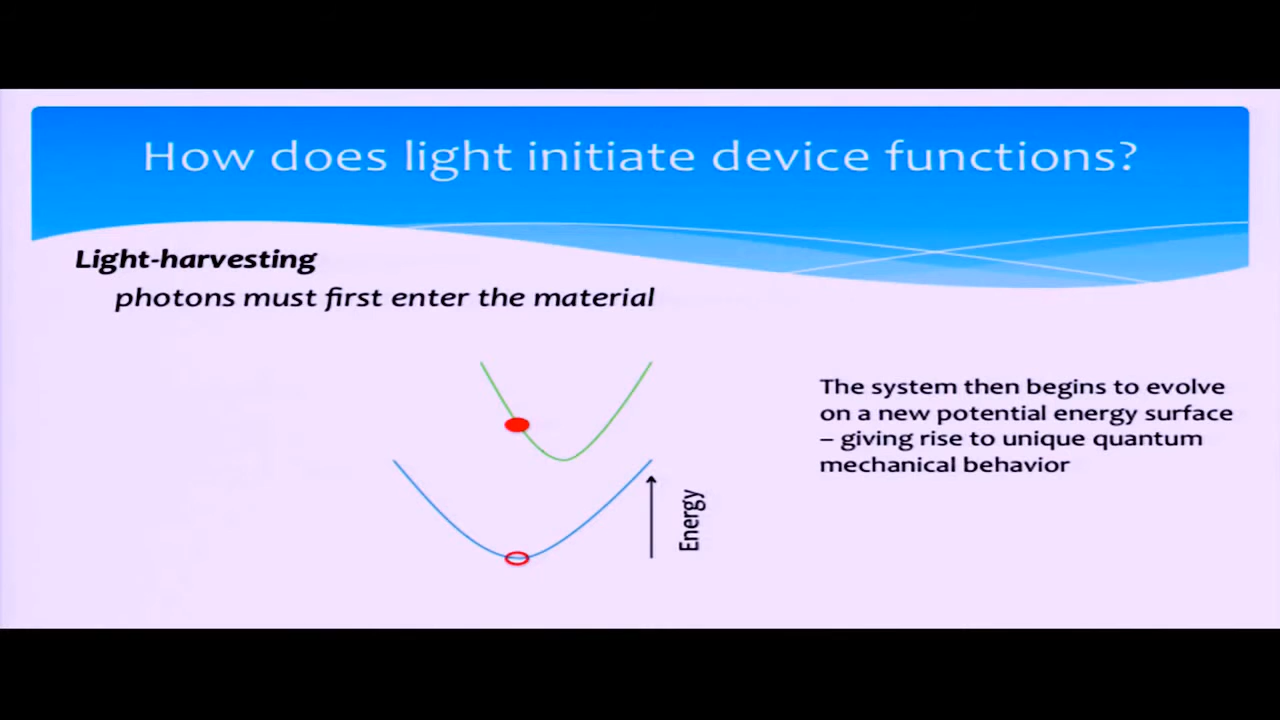 How does light initiate device functions?
Light-harvesting
photons must first enter the material
The system then begins to evolve
on a new potential energy surface
– giving rise to unique quantum
mechanical behavior
Energy